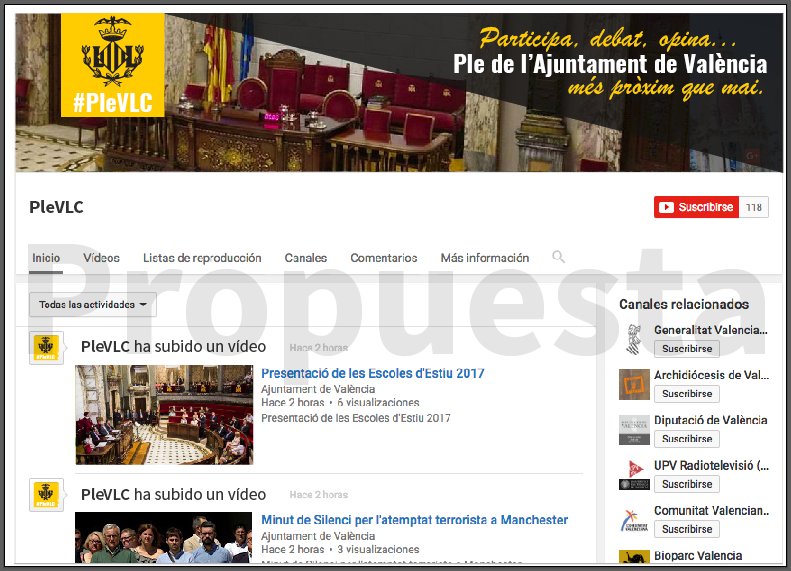 #PleVLC
Participa, debat, opina...
Ple de l'Ajuntament de València
més pròxim que mai.
PleVLC
Suscribirse 118
Inicio Vídeos Listas de reproducción Canales Comentarios Más información
Propuesta
Todas las actividades
PleVLC ha subido un vídeo Hace 2 horas
#PleVLC
Presentació de les Escoles d'Estiu 2017
Ajuntament de València
Hace 2 horas • 6 visualizaciones
Presentació de les Escoles d'Estiu 2017
PleVLC ha subido un vídeo Hace 2 horas
#PleVLC
Minut de Silenci per l'atemptat terrorista a Manchester
Ajuntament de València
Hace 2 horas • 3 visualizaciones
Canales relacionados
Generalitat Valencia...
Suscribirse
Archidiócesis de Val...
Suscribirse
Diputació de València
Suscribirse
UPV Radiotelevisió (...
Suscribirse
Comunitat Valencian...
Suscribirse
Bioparc Valencia